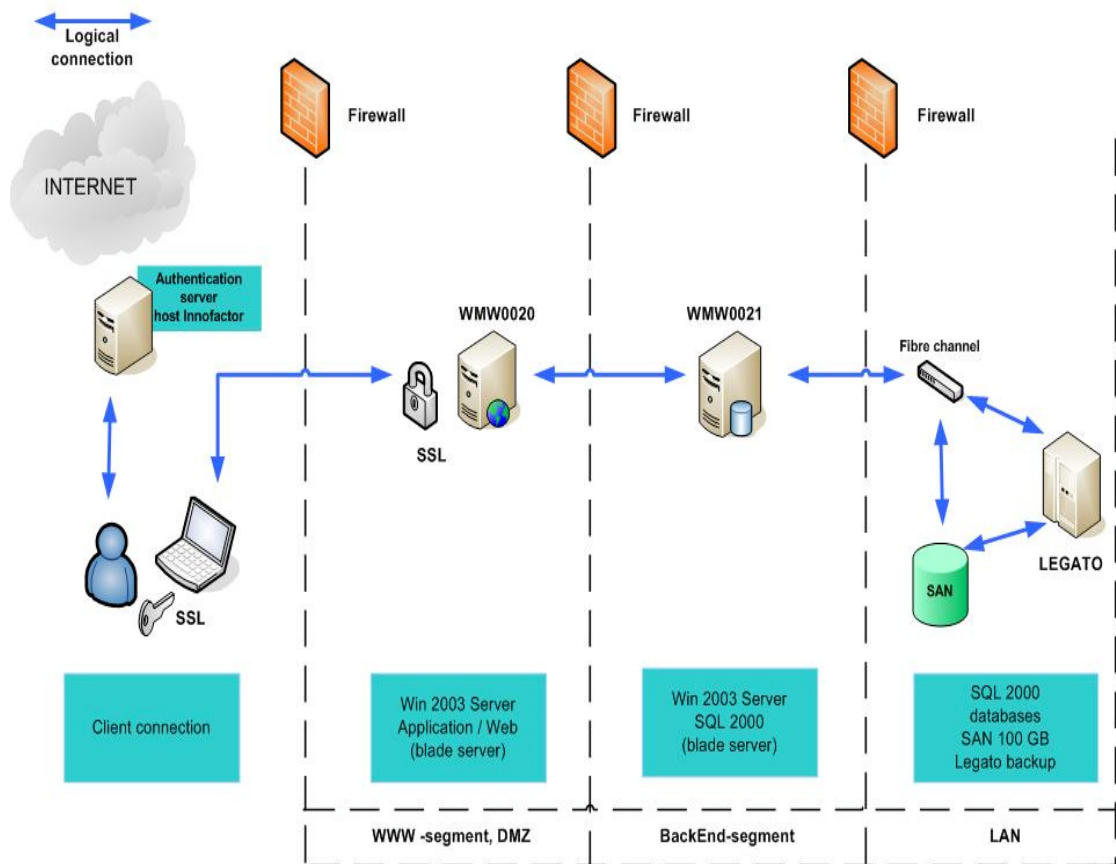 Logical
connection
INTERNET
Firewall
Firewall
Firewall
Authentication
server
host Innofactor
WMW0020
WMW0021
Fibre channel
SSL
LEGATO
SAN
SSL
Client connection
Win 2003 Server
Application / Web
(blade server)
Win 2003 Server
SQL 2000
(blade server)
SQL 2000
databases
SAN 100 GB
Legato backup
WWW -segment, DMZ
BackEnd-segment
LAN